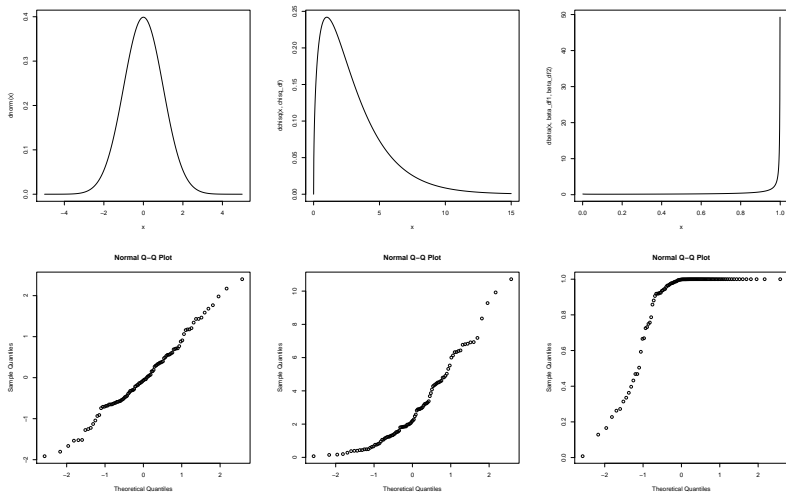 dnorm(x)
0.0 0.1 0.2 0.3 0.4
−4 −2 0 2 4
x
dchisq(x, chisq_df)
0.00 0.05 0.10 0.15 0.20 0.25
0 5 10 15
x
dbeta(x, beta_df1, beta_df2)
0 10 20 30 40 50
0.0 0.2 0.4 0.6 0.8 1.0
x
Normal Q−Q Plot
Sample Quantiles
−2 −1 0 1 2
−2 −1 0 1 2
Theoretical Quantiles
Normal Q−Q Plot
Sample Quantiles
0 2 4 6 8 10
−2 −1 0 1 2
Theoretical Quantiles
Normal Q−Q Plot
Sample Quantiles
0.0 0.2 0.4 0.6 0.8 1.0
−2 −1 0 1 2
Theoretical Quantiles